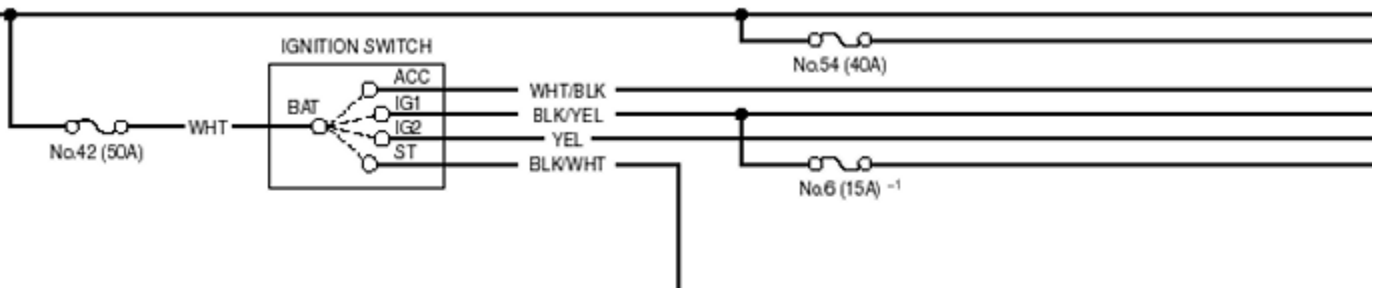 IGNITION SWITCH
No.54 (40A)
ACC
WHT/BLK
BAT
IG1
BLK/YEL
WHT
IG2
YEL
No.42 (50A)
ST
BLK/WHT
No.6 (15A) –1